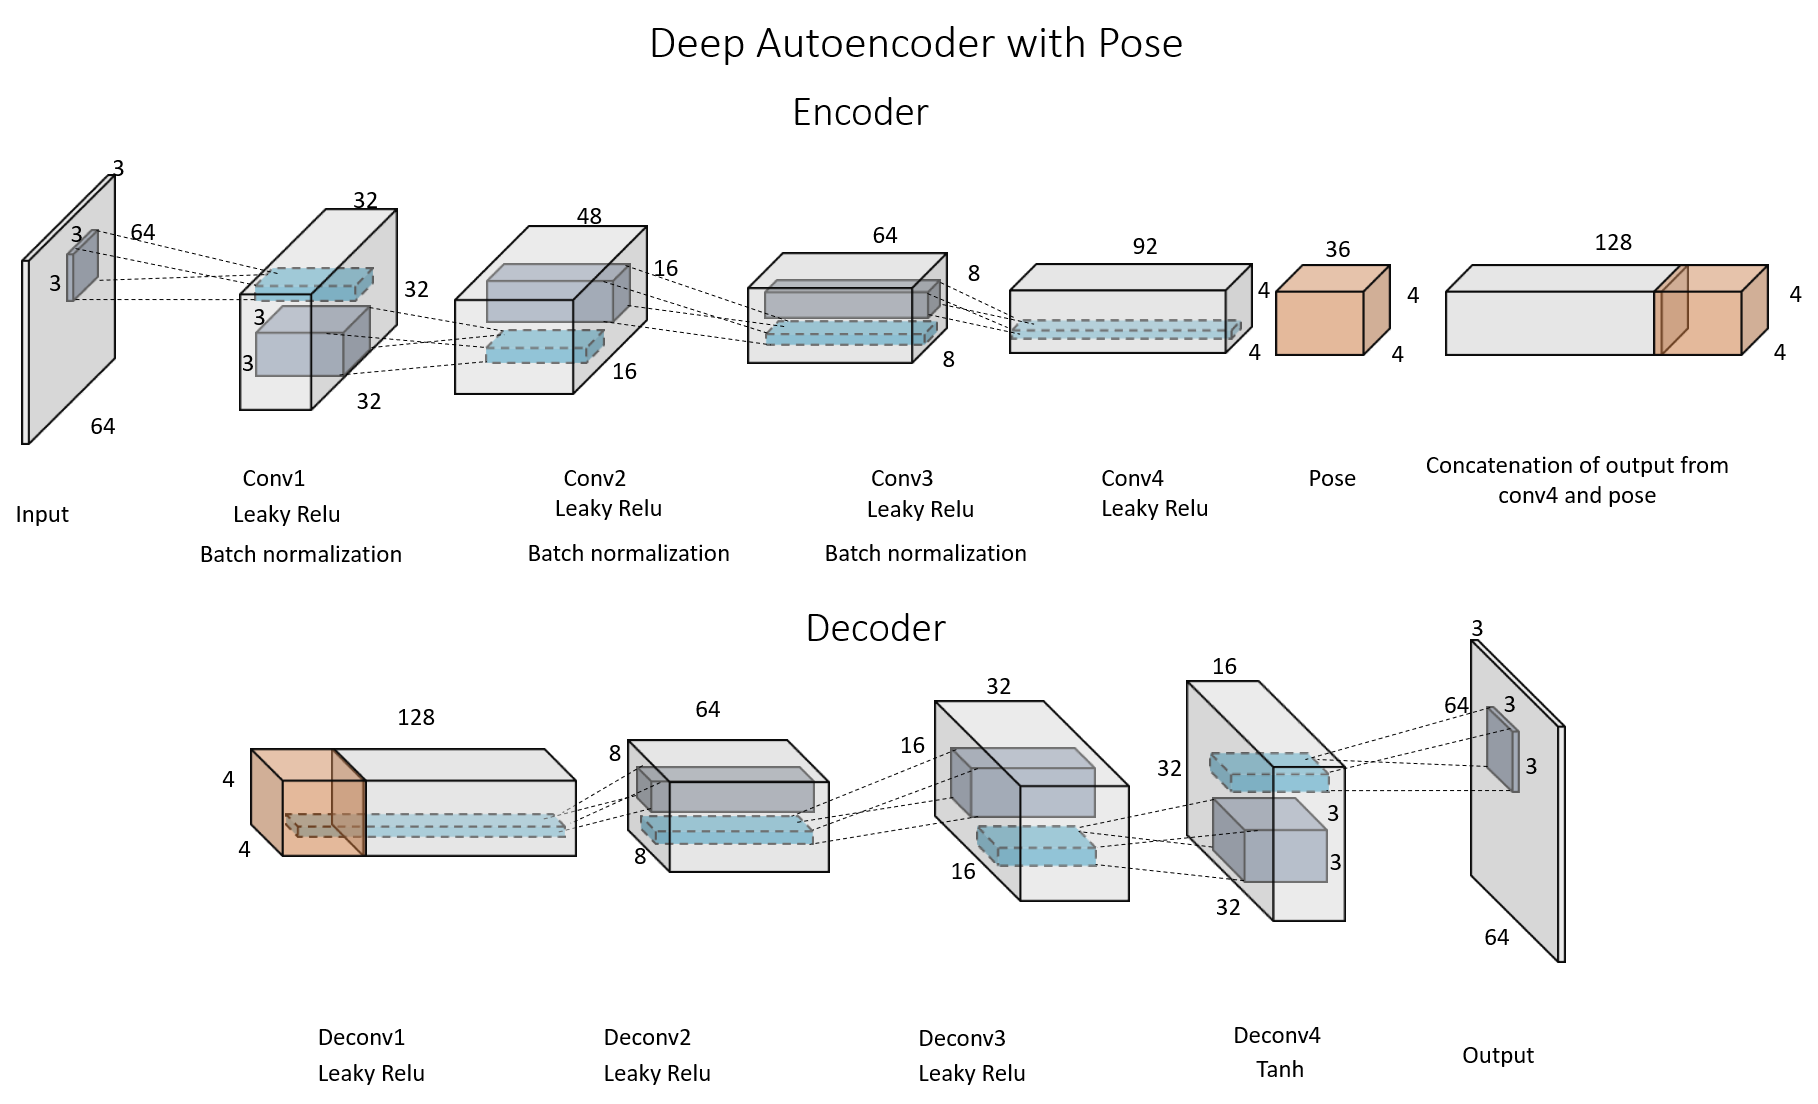 Deep Autoencoder with Pose
Encoder
3
64
3
3
64
32
32
3
3
32
48
16
16
64
8
8
92
4
4
36
4
4
128
4
4
Input
Conv1
Leaky Relu
Batch normalization
Conv2
Leaky Relu
Batch normalization
Conv3
Leaky Relu
Batch normalization
Conv4
Leaky Relu
Pose
Concatenation of output from
conv4 and pose
Decoder
128
4
4
64
8
8
32
16
16
16
32
3
3
32
3
64
3
3
64
Deconv1
Leaky Relu
Deconv2
Leaky Relu
Deconv3
Leaky Relu
Deconv4
Tanh
Output